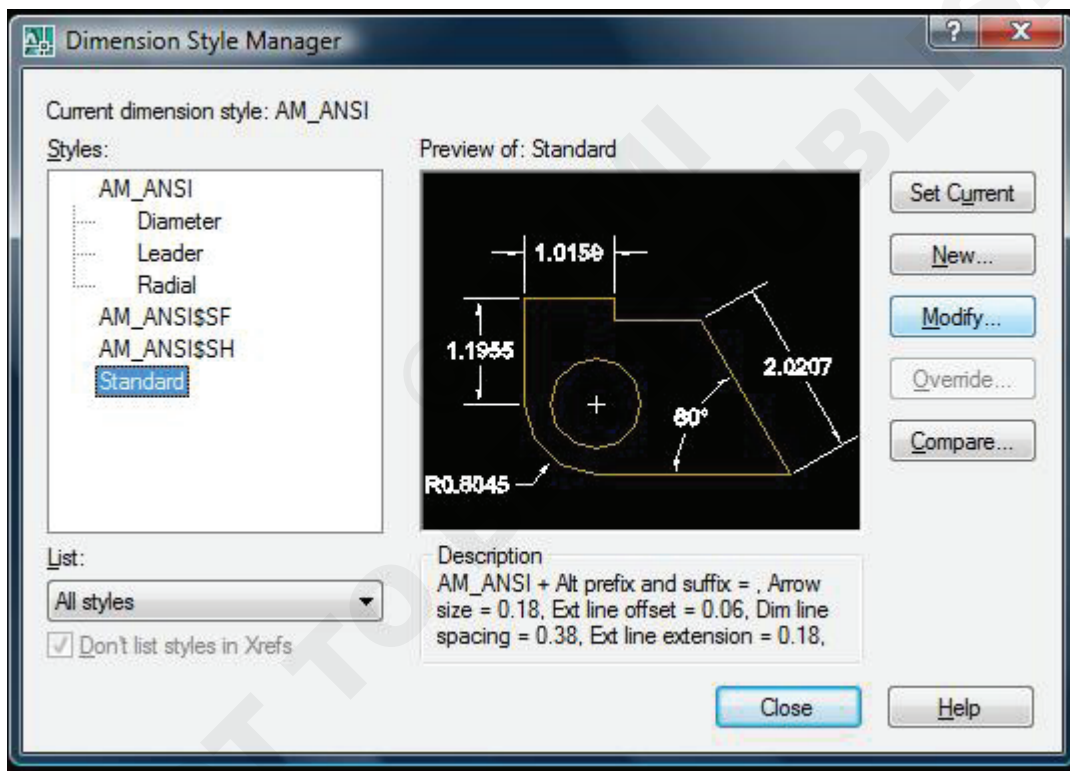 Dimension Style Manager
Current dimension style: AM_ANSI
Styles:
AM_ANSI
Diameter
Leader
Radial
AM_ANSI$SF
AM_ANSI$SH
Standard
List:
All styles
Don't list styles in Xrefs
Preview of: Standard
1.0159
1.1955
2.0207
80°
R0.8045
Description
AM_ANSI + Alt prefix and suffix = , Arrow
size = 0.18, Ext line offset = 0.06, Dim line
spacing = 0.38, Ext line extension = 0.18,
Set Current
New...
Modify...
Override...
Compare...
Close
Help